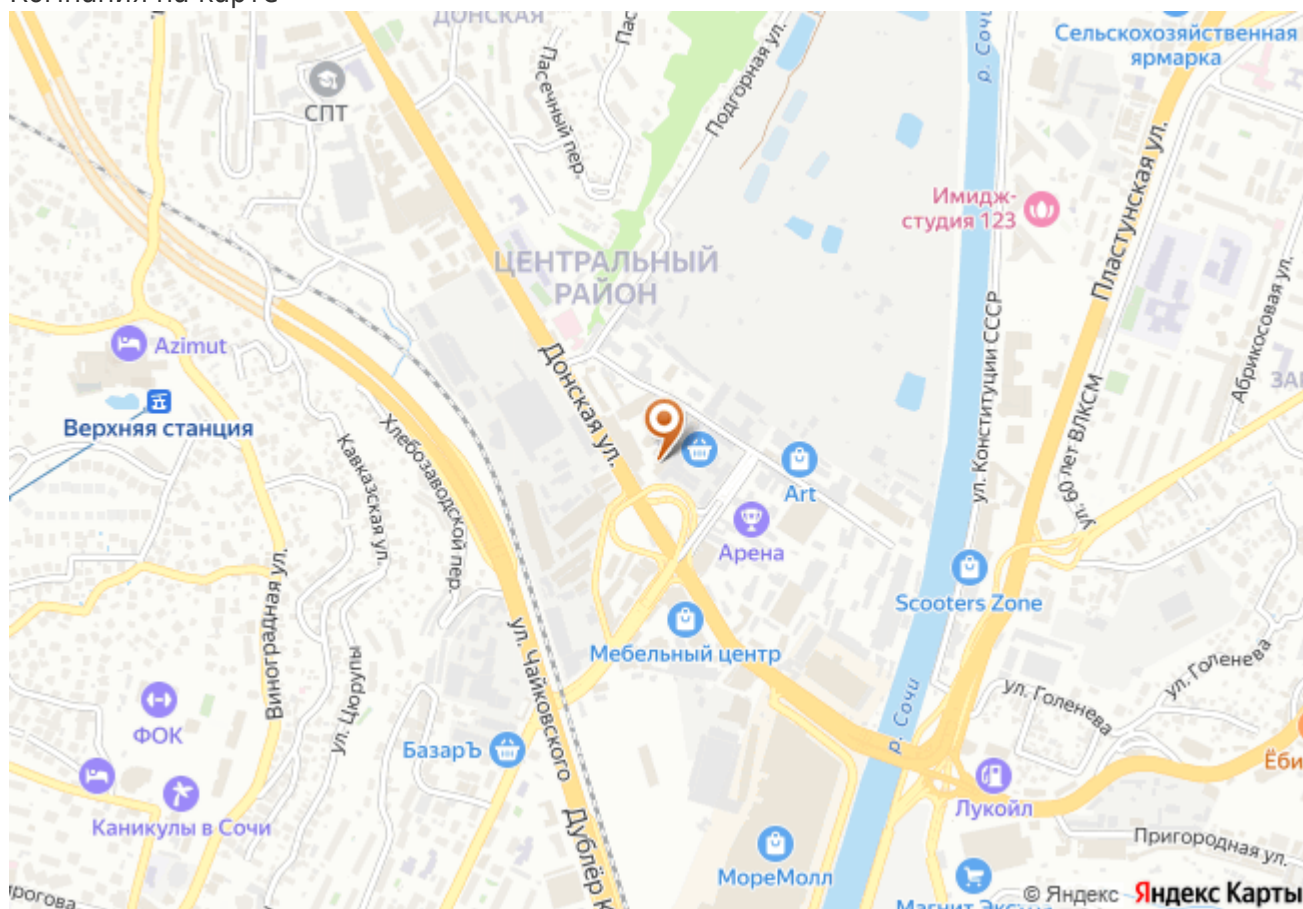 ДОНСКАЯ
Сельскохозяйственная
ярмарка
р. Сочи
Пасечный пер.
Подгорная ул.
СПТ
Пластунская ул.
Имидж-
студия 123
ЦЕНТРАЛЬНЫЙ
РАЙОН
Абрикосовая ул.
ул. Конституции СССР
Azimut
Донская ул.
Верхняя станция
Кавказская ул.
Хлебозаводской пер.
ул. 60 лет ВЛКСМ
Art
Арена
Scooters Zone
Виноградная ул.
ул. Чайковского
Мебельный центр
ул. Голенева
ул. Голенева
ул. Цюрупы
р. Сочи
ФОК
БазарЪ
Лукойл
Каникулы в Сочи
Дублёр К
Пригородная ул.
МореМолл
© Яндекс Яндекс Карты